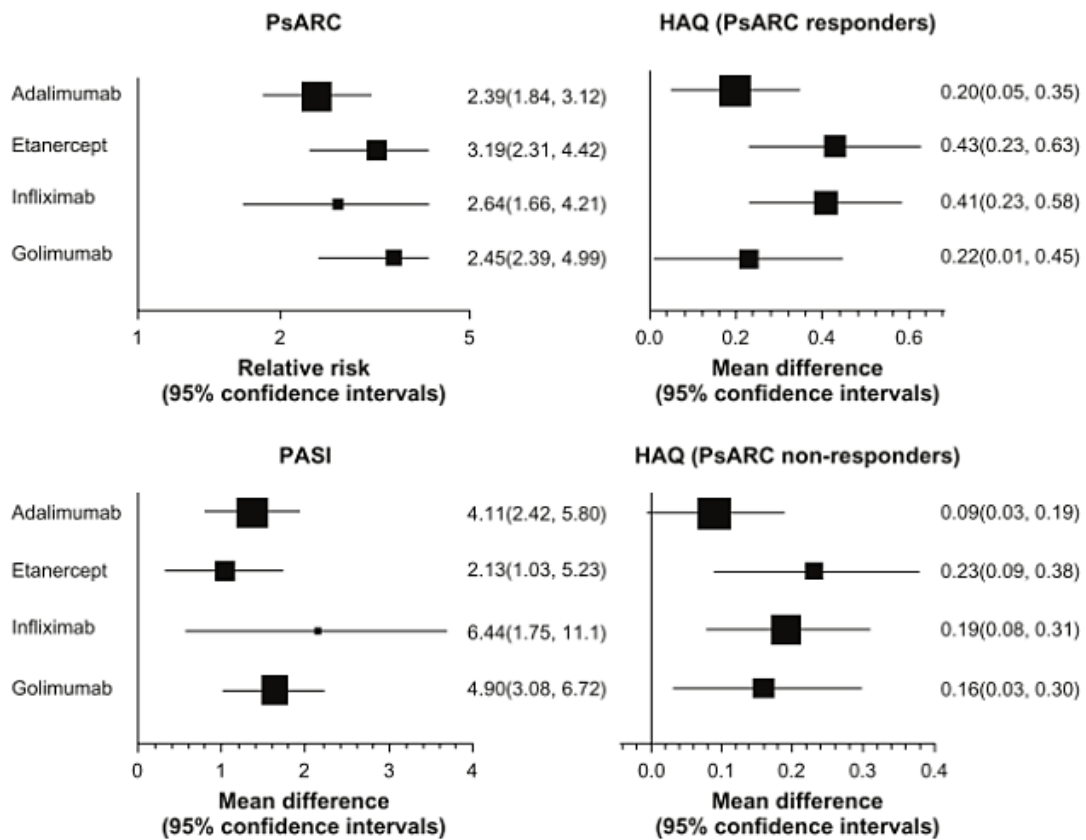 PsARC
Adalimumab 2.39(1.84, 3.12)
Etanercept 3.19(2.31, 4.42)
Infliximab 2.64(1.66, 4.21)
Golimumab 2.45(2.39, 4.99)
1 2 5
Relative risk
(95% confidence intervals)
HAQ (PsARC responders)
0.20(0.05, 0.35)
0.43(0.23, 0.63)
0.41(0.23, 0.58)
0.22(0.01, 0.45)
0.0 0.2 0.4 0.6
Mean difference
(95% confidence intervals)
PASI
Adalimumab 4.11(2.42, 5.80)
Etanercept 2.13(1.03, 5.23)
Infliximab 6.44(1.75, 11.1)
Golimumab 4.90(3.08, 6.72)
0 1 2 3 4
Mean difference
(95% confidence intervals)
HAQ (PsARC non-responders)
0.09(0.03, 0.19)
0.23(0.09, 0.38)
0.19(0.08, 0.31)
0.16(0.03, 0.30)
0.0 0.1 0.2 0.4
Mean difference
(95% confidence intervals)